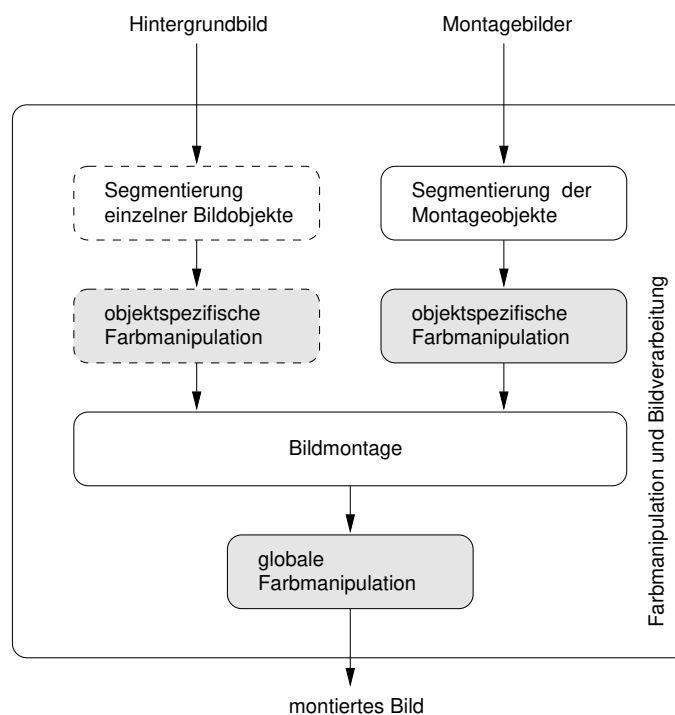 Hintergrundbild
Montagebilder
Segmentierung
einzelner Bildobjekte
Segmentierung der
Montageobjekte
objektspezifische
Farbmanipulation
objektspezifische
Farbmanipulation
Bildmontage
globale
Farbmanipulation
Farbmanipulation und Bildverarbeitung
montiertes Bild